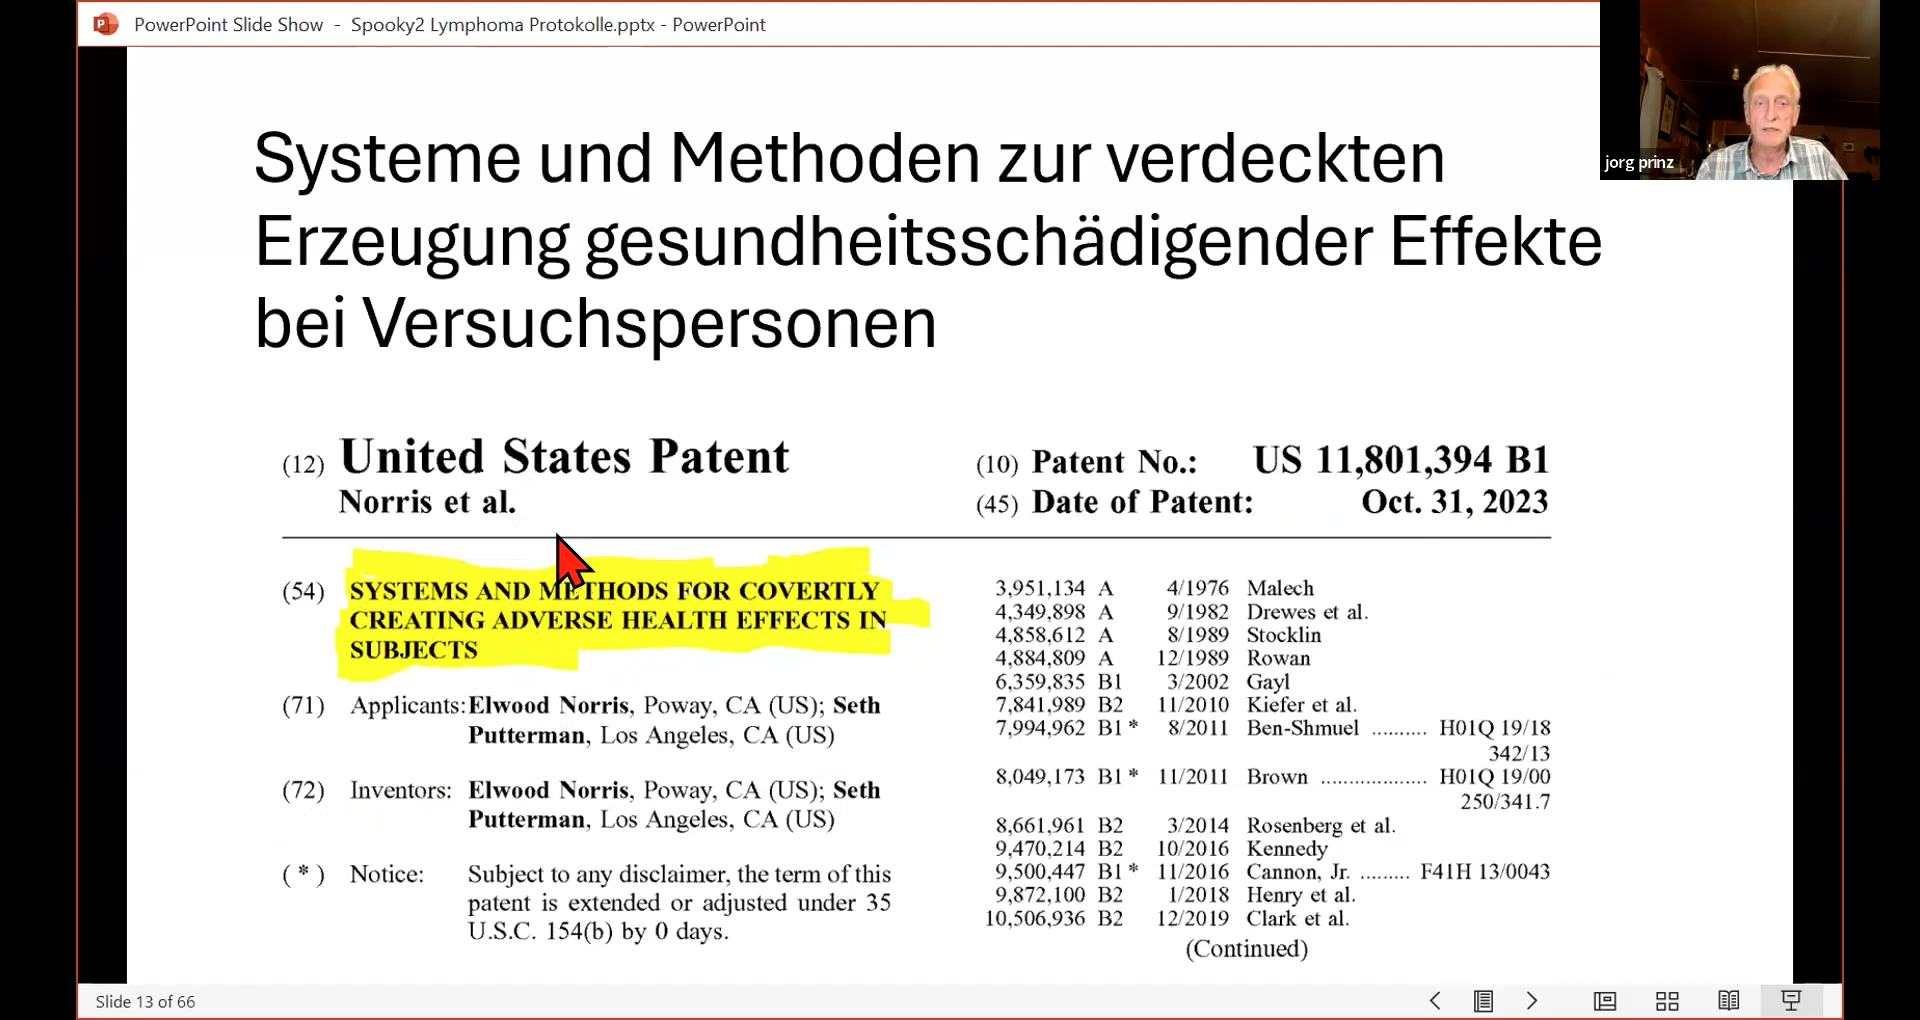 PowerPoint Slide Show - Spooky2 Lymphoma Protokolle.pptx - PowerPoint
jorg prinz
Systeme und Methoden zur verdeckten
Erzeugung gesundheitsschädigender Effekte
bei Versuchspersonen
(12) United States Patent
Norris et al.
(10) Patent No.: US 11,801,394 B1
(45) Date of Patent: Oct. 31, 2023
(54) SYSTEMS AND METHODS FOR COVERTLY
CREATING ADVERSE HEALTH EFFECTS IN
SUBJECTS
(71) Applicants: Elwood Norris, Poway, CA (US); Seth
Putterman, Los Angeles, CA (US)
(72) Inventors: Elwood Norris, Poway, CA (US); Seth
Putterman, Los Angeles, CA (US)
( * ) Notice: Subject to any disclaimer, the term of this
patent is extended or adjusted under 35
U.S.C. 154(b) by 0 days.
3,951,134 A 4/1976 Malech
4,349,898 A 9/1982 Drewes et al.
4,858,612 A 8/1989 Stocklin
4,884,809 A 12/1989 Rowan
6,359,835 B1 3/2002 Gayl
7,841,989 B2 11/2010 Kiefer et al.
7,994,962 B1 * 8/2011 Ben-Shmuel .......... H01Q 19/18
342/13
8,049,173 B1 * 11/2011 Brown ................... H01Q 19/00
250/341.7
8,661,961 B2 3/2014 Rosenberg et al.
9,470,214 B2 10/2016 Kennedy
9,500,447 B1 * 11/2016 Cannon, Jr. ........ F41H 13/0043
9,872,100 B2 1/2018 Henry et al.
10,506,936 B2 12/2019 Clark et al.
(Continued)
Slide 13 of 66